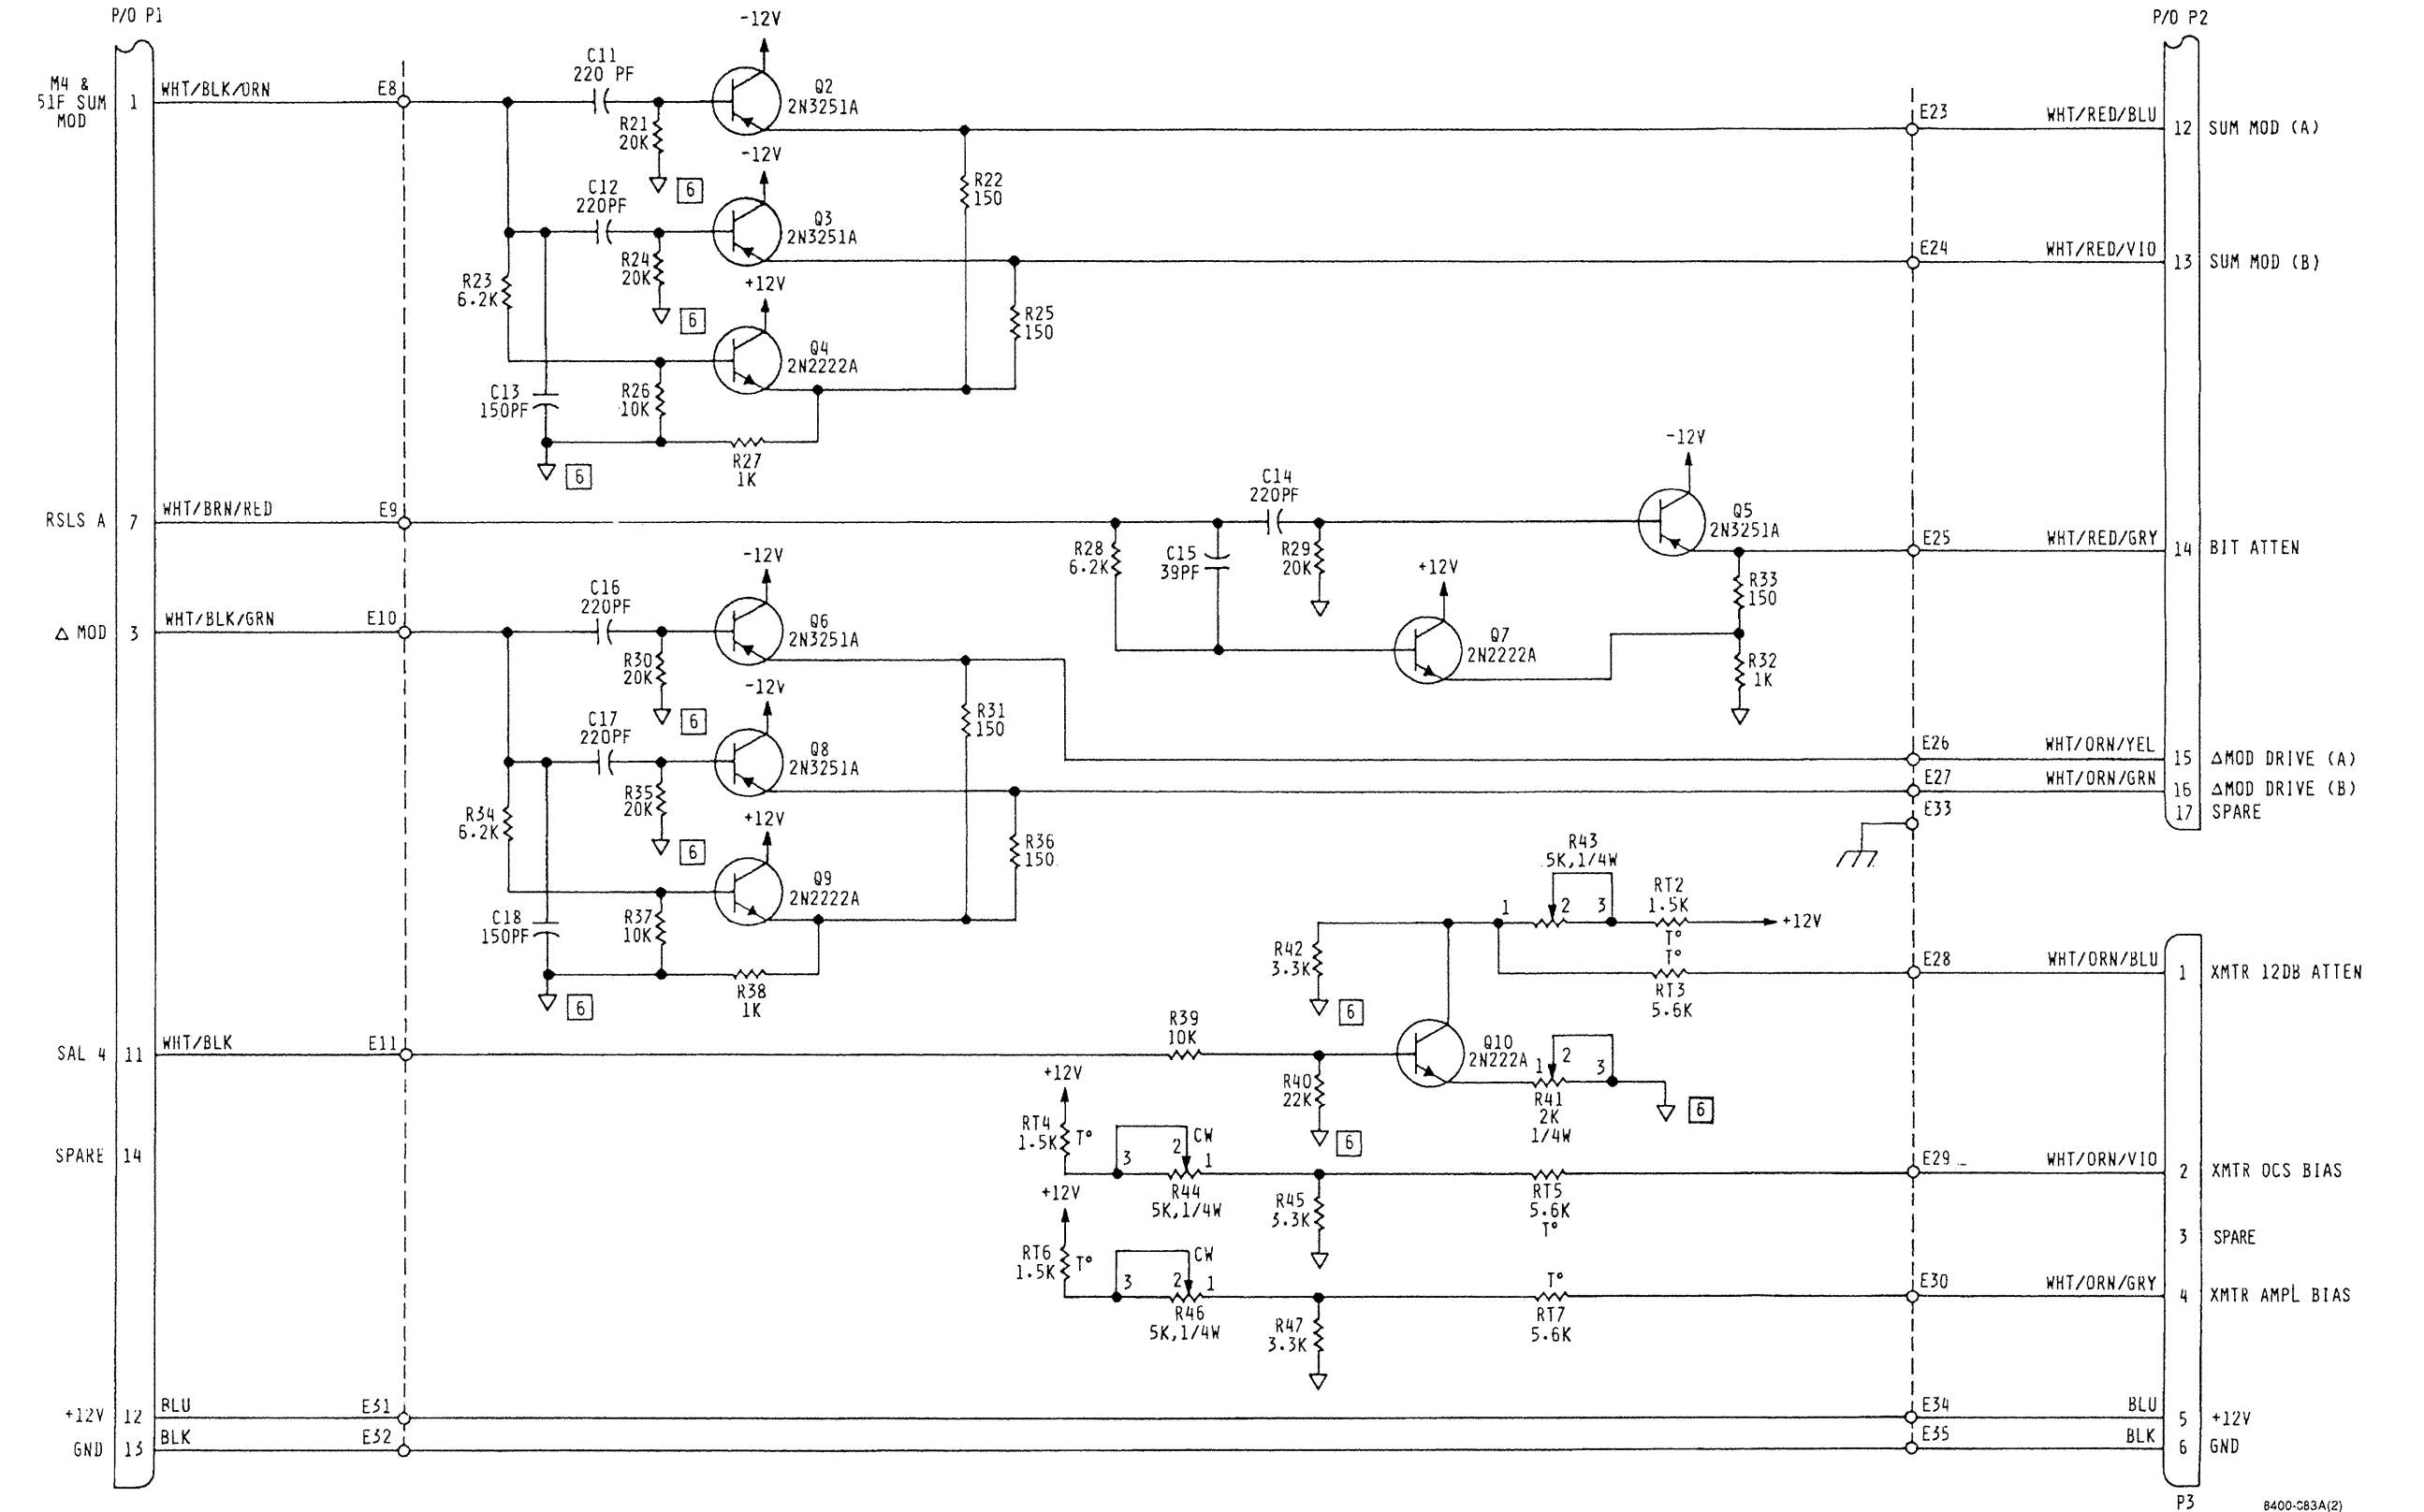 P/O P1
-12V
P/O P2
M4 &
51F SUM
MOD
1
WHT/BLK/ORN
E8
C11
220 PF
Q2
2N3251A
R21
20K
6
E23
WHT/RED/BLU
12
SUM MOD (A)
-12V
R22
150
C12
220PF
Q3
2N3251A
R24
20K
6
E24
WHT/RED/VIO
13
SUM MOD (B)
R23
6.2K
+12V
R25
150
Q4
2N2222A
C13
150PF
R26
10K
6
R27
1K
-12V
RSLS A
7
WHT/BRN/RED
E9
C14
220PF
Q5
2N3251A
R28
6.2K
C15
39PF
R29
20K
E25
WHT/RED/GRY
14
BIT ATTEN
-12V
+12V
R33
150
Δ MOD
3
WHT/BLK/GRN
E10
C16
220PF
Q6
2N3251A
R30
20K
6
Q7
2N2222A
R32
1K
-12V
R31
150
C17
220PF
Q8
2N3251A
R35
20K
6
E26
WHT/ORN/YEL
15
ΔMOD DRIVE (A)
E27
WHT/ORN/GRN
16
ΔMOD DRIVE (B)
E33
17
SPARE
R34
6.2K
+12V
R36
150
Q9
2N2222A
C18
150PF
R37
10K
6
R38
1K
R43
5K,1/4W
1
2
3
RT2
1.5K
T°
+12V
R42
3.3K
6
T°
RT3
5.6K
E28
WHT/ORN/BLU
1
XMTR 12DB ATTEN
SAL 4
11
WHT/BLK
E11
R39
10K
Q10
2N222A
R40
22K
6
1
2
3
R41
2K
1/4W
6
+12V
RT4
1.5K
T°
SPARE
14
3
2
CW
1
R44
5K,1/4W
R45
3.3K
RT5
5.6K
T°
E29
WHT/ORN/VIO
2
XMTR OCS BIAS
+12V
RT6
1.5K
T°
3
SPARE
3
2
CW
1
R46
5K,1/4W
R47
3.3K
T°
RT7
5.6K
E30
WHT/ORN/GRY
4
XMTR AMPL BIAS
+12V
12
BLU
E31
E34
BLU
5
+12V
GND
13
BLK
E32
E35
BLK
6
GND
P3